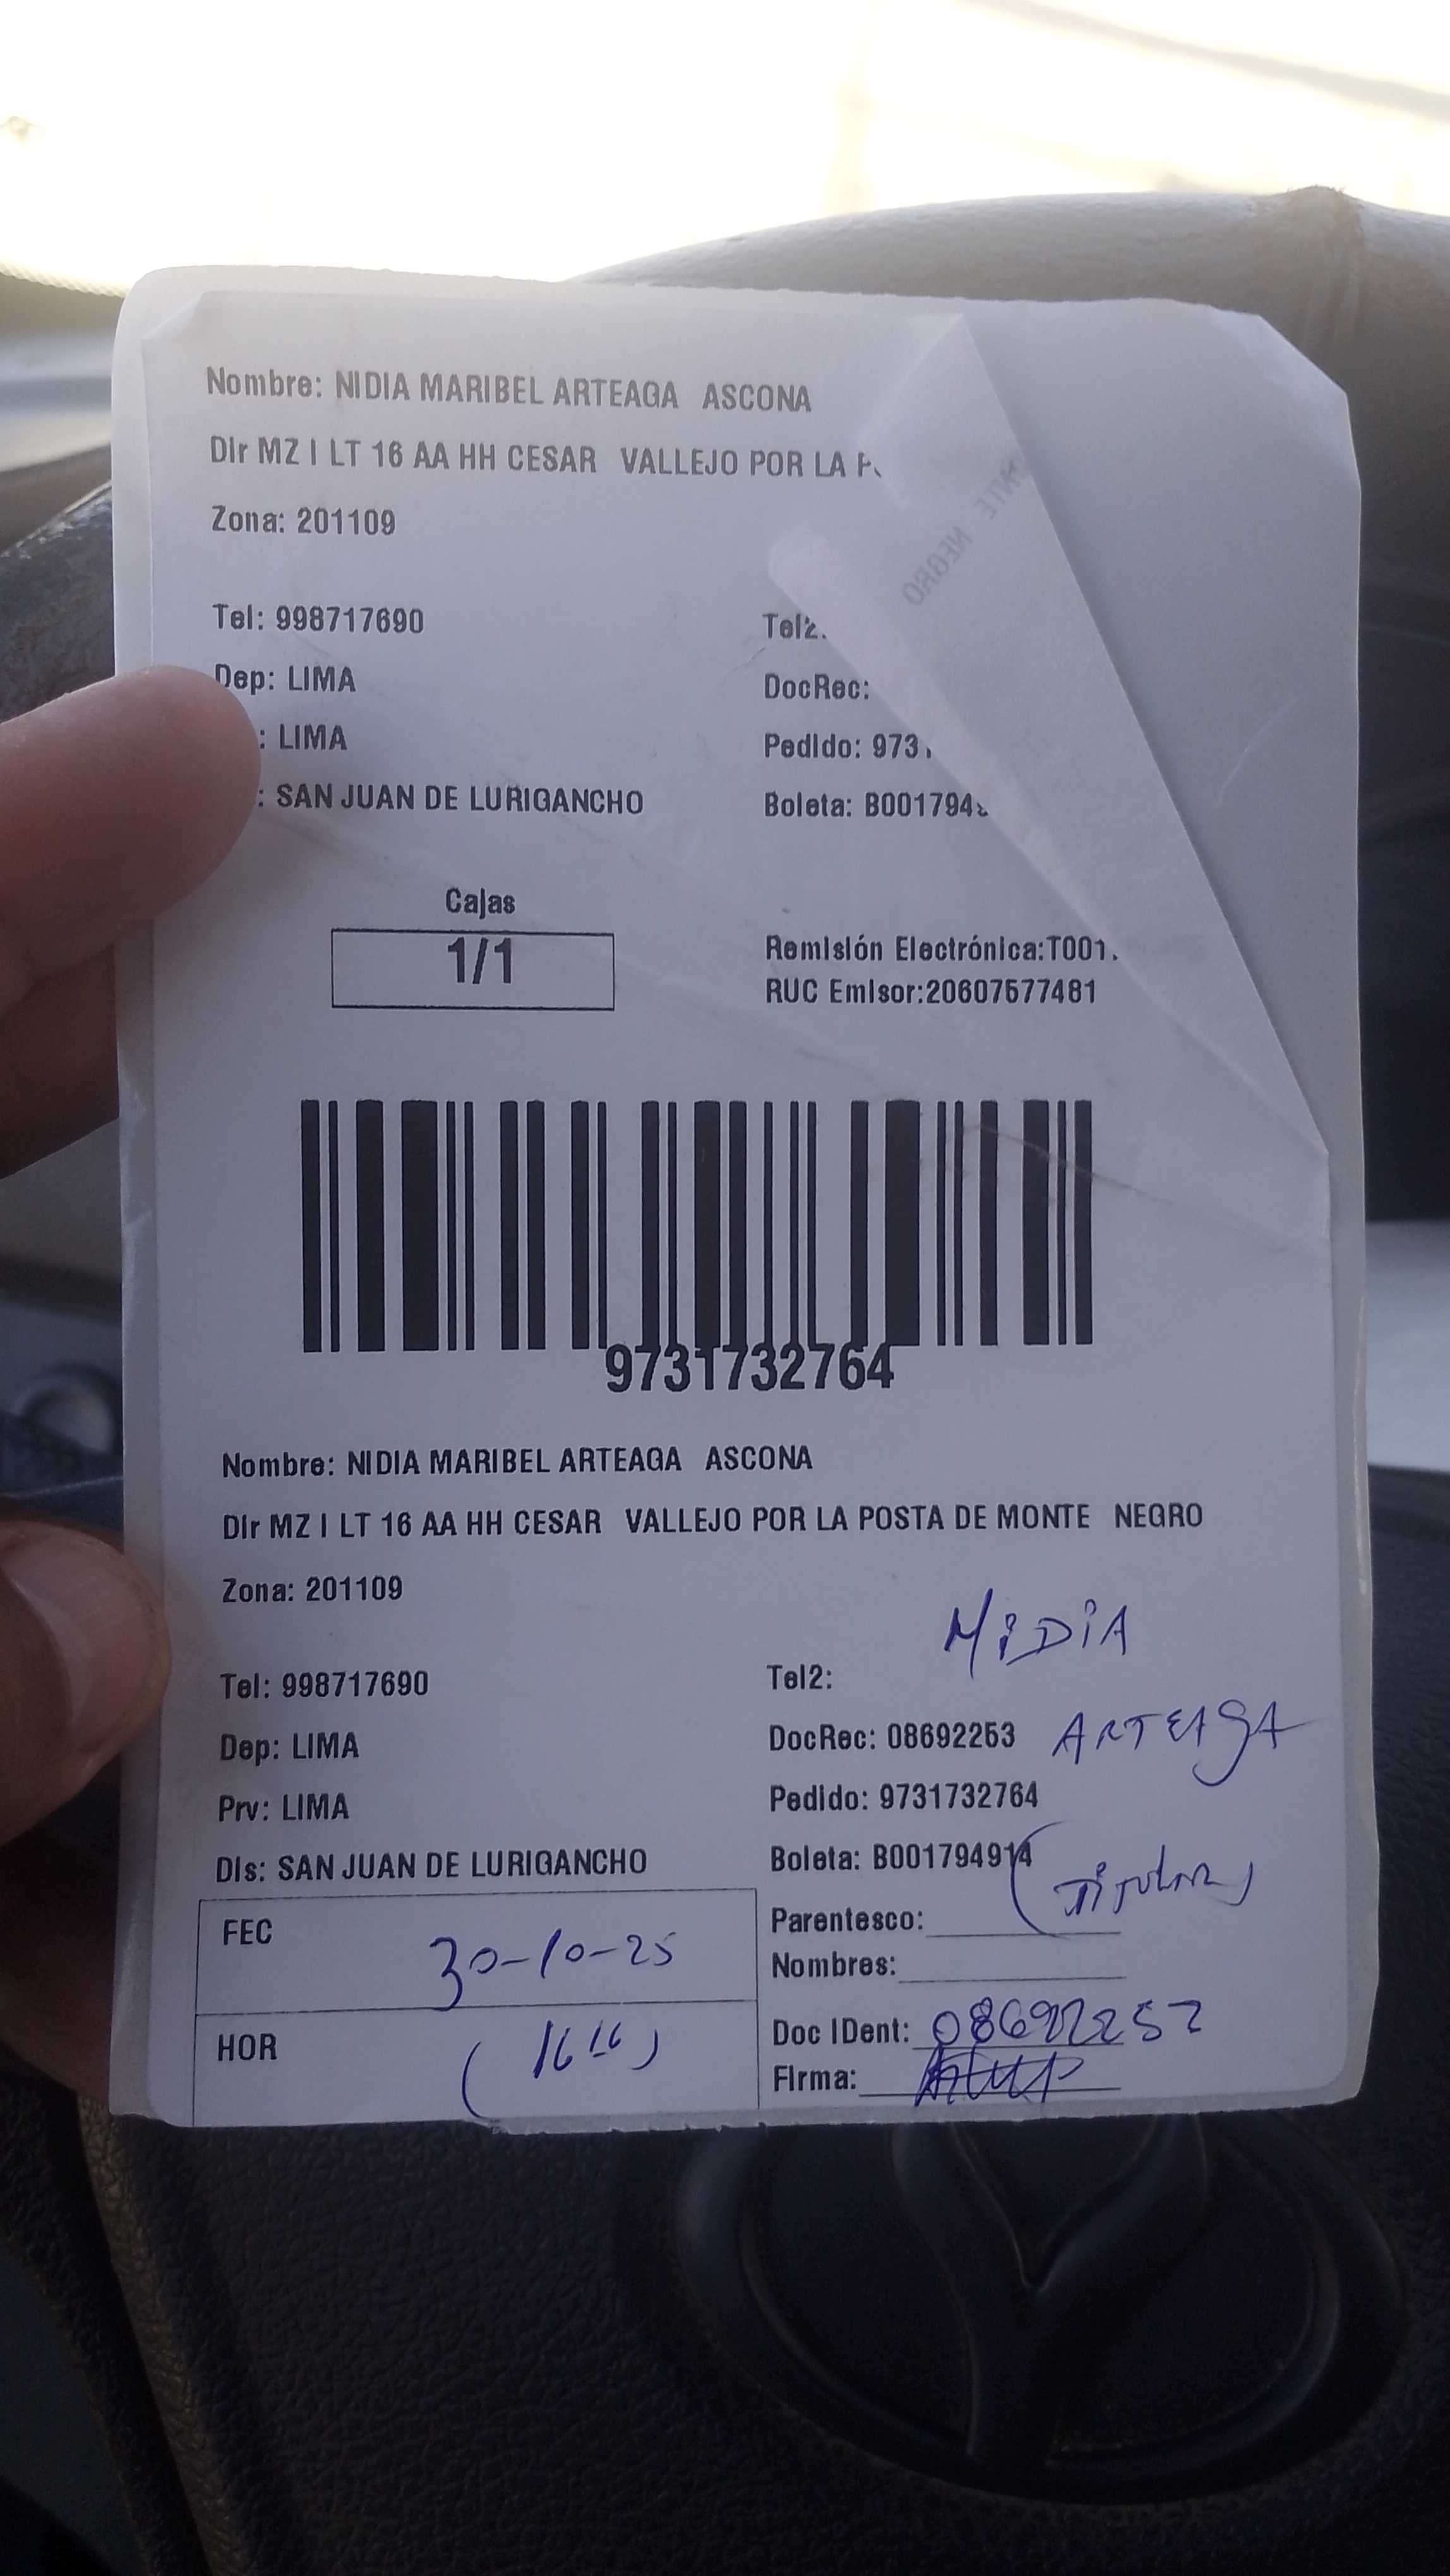 Nombre: NIDIA MARIBEL ARTEAGA ASCONA
Dir MZ I LT 16 AA HH CESAR VALLEJO POR LA
Zona: 201109
Tel: 998717690
Tel2:
Dep: LIMA
DocRec:
: LIMA
Pedido: 973
: SAN JUAN DE LURIGANCHO
Boleta: B001794
NEGRO
Cajas
1/1
Remisión Electrónica:T001
RUC Emisor:20607577481
9731732764
Nombre: NIDIA MARIBEL ARTEAGA ASCONA
Dir MZ I LT 16 AA HH CESAR VALLEJO POR LA POSTA DE MONTE NEGRO
Zona: 201109
NiDiA
Tel: 998717690
Tel2:
Dep: LIMA
DocRec: 08692253
ARTEAgA
Prv: LIMA
Pedido: 9731732764
Dis: SAN JUAN DE LURIGANCHO
Boleta: B001794914
(Titular)
FEC
30-10-25
Parentesco:
Nombres:
HOR
(16 16)
Doc IDent:
Firma: